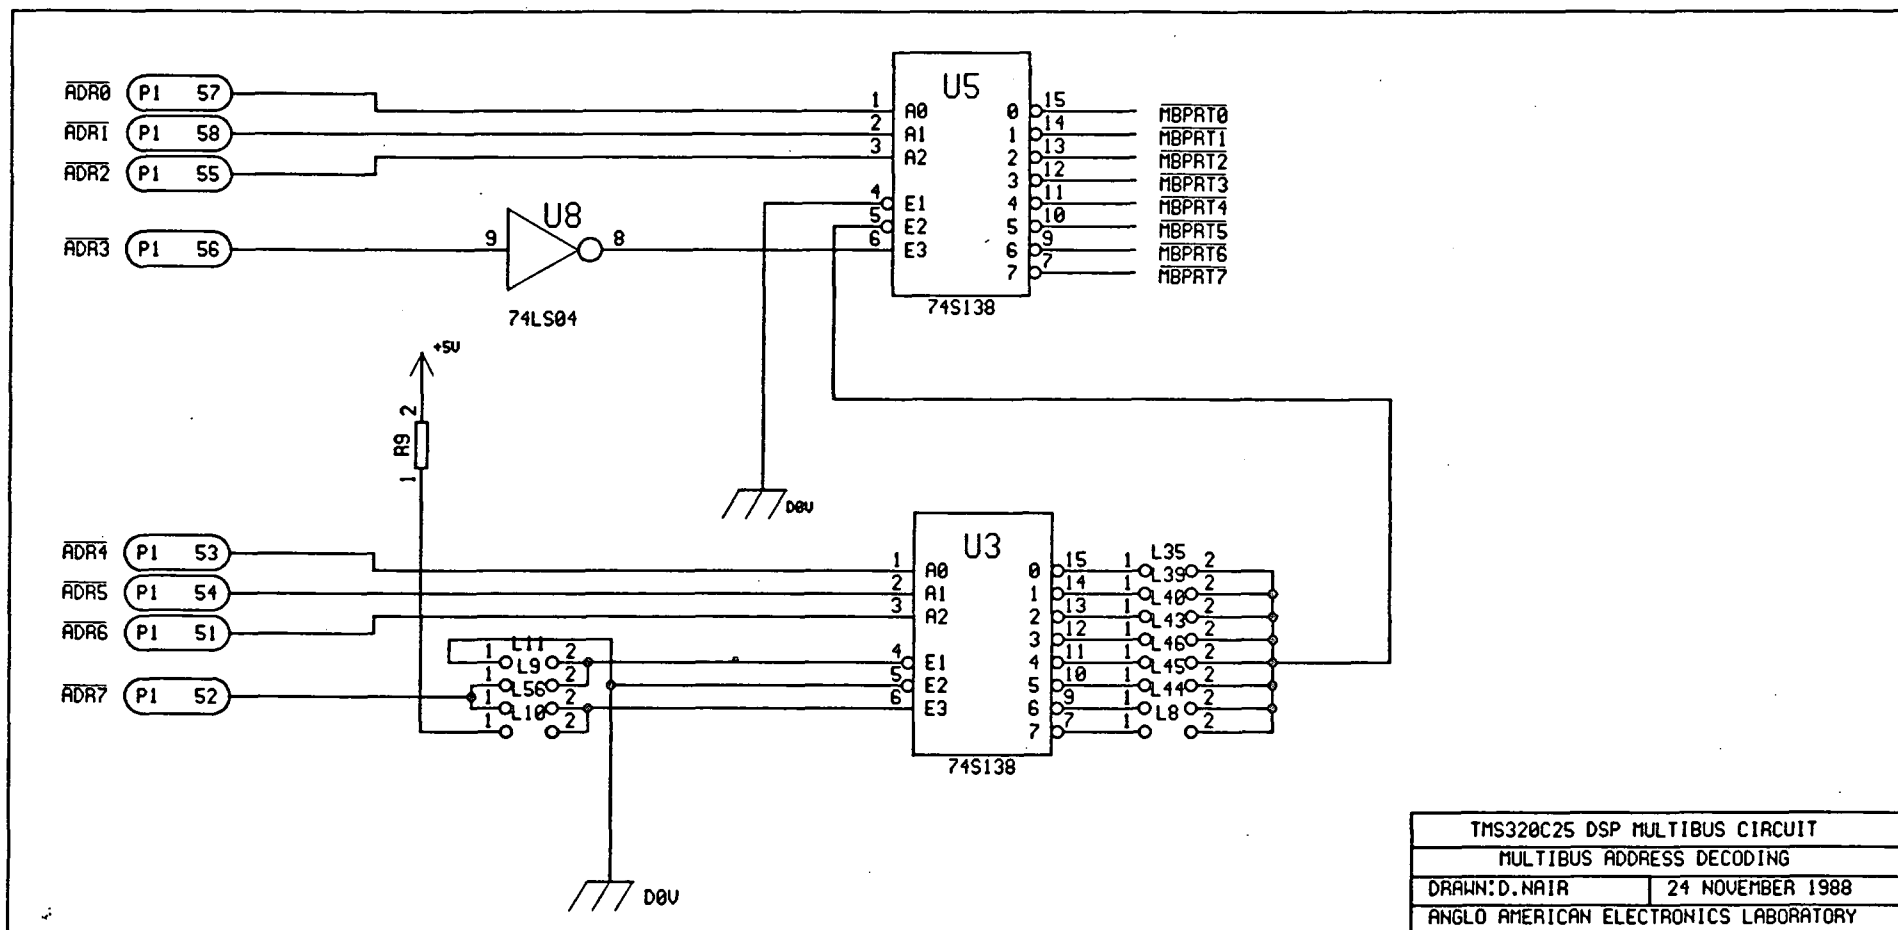 U5
ADR0 P1 57
ADR1 P1 58
ADR2 P1 55
ADR3 P1 56
1 A0 0 15 MBPRT0
2 A1 1 14 MBPRT1
3 A2 2 13 MBPRT2
3 12 MBPRT3
4 E1 4 11 MBPRT4
5 E2 5 10 MBPRT5
6 E3 6 9 MBPRT6
7 7 MBPRT7
74S138
9 U8 8
74LS04
+5V
2
R9
1
D0V
U3
ADR4 P1 53
ADR5 P1 54
ADR6 P1 51
ADR7 P1 52
1 A0 0 15 1 L35 2
2 A1 1 14 1 L39 2
3 A2 2 13 1 L40 2
3 12 1 L43 2
4 E1 4 11 1 L46 2
5 E2 5 10 1 L45 2
6 E3 6 9 1 L44 2
7 7 1 L8 2
1 L11 2
1 L9 2
1 L56 2
1 L10 2
74S138
D0V
TMS320C25 DSP MULTIBUS CIRCUIT
MULTIBUS ADDRESS DECODING
DRAWN:D.NAIR 24 NOVEMBER 1988
ANGLO AMERICAN ELECTRONICS LABORATORY